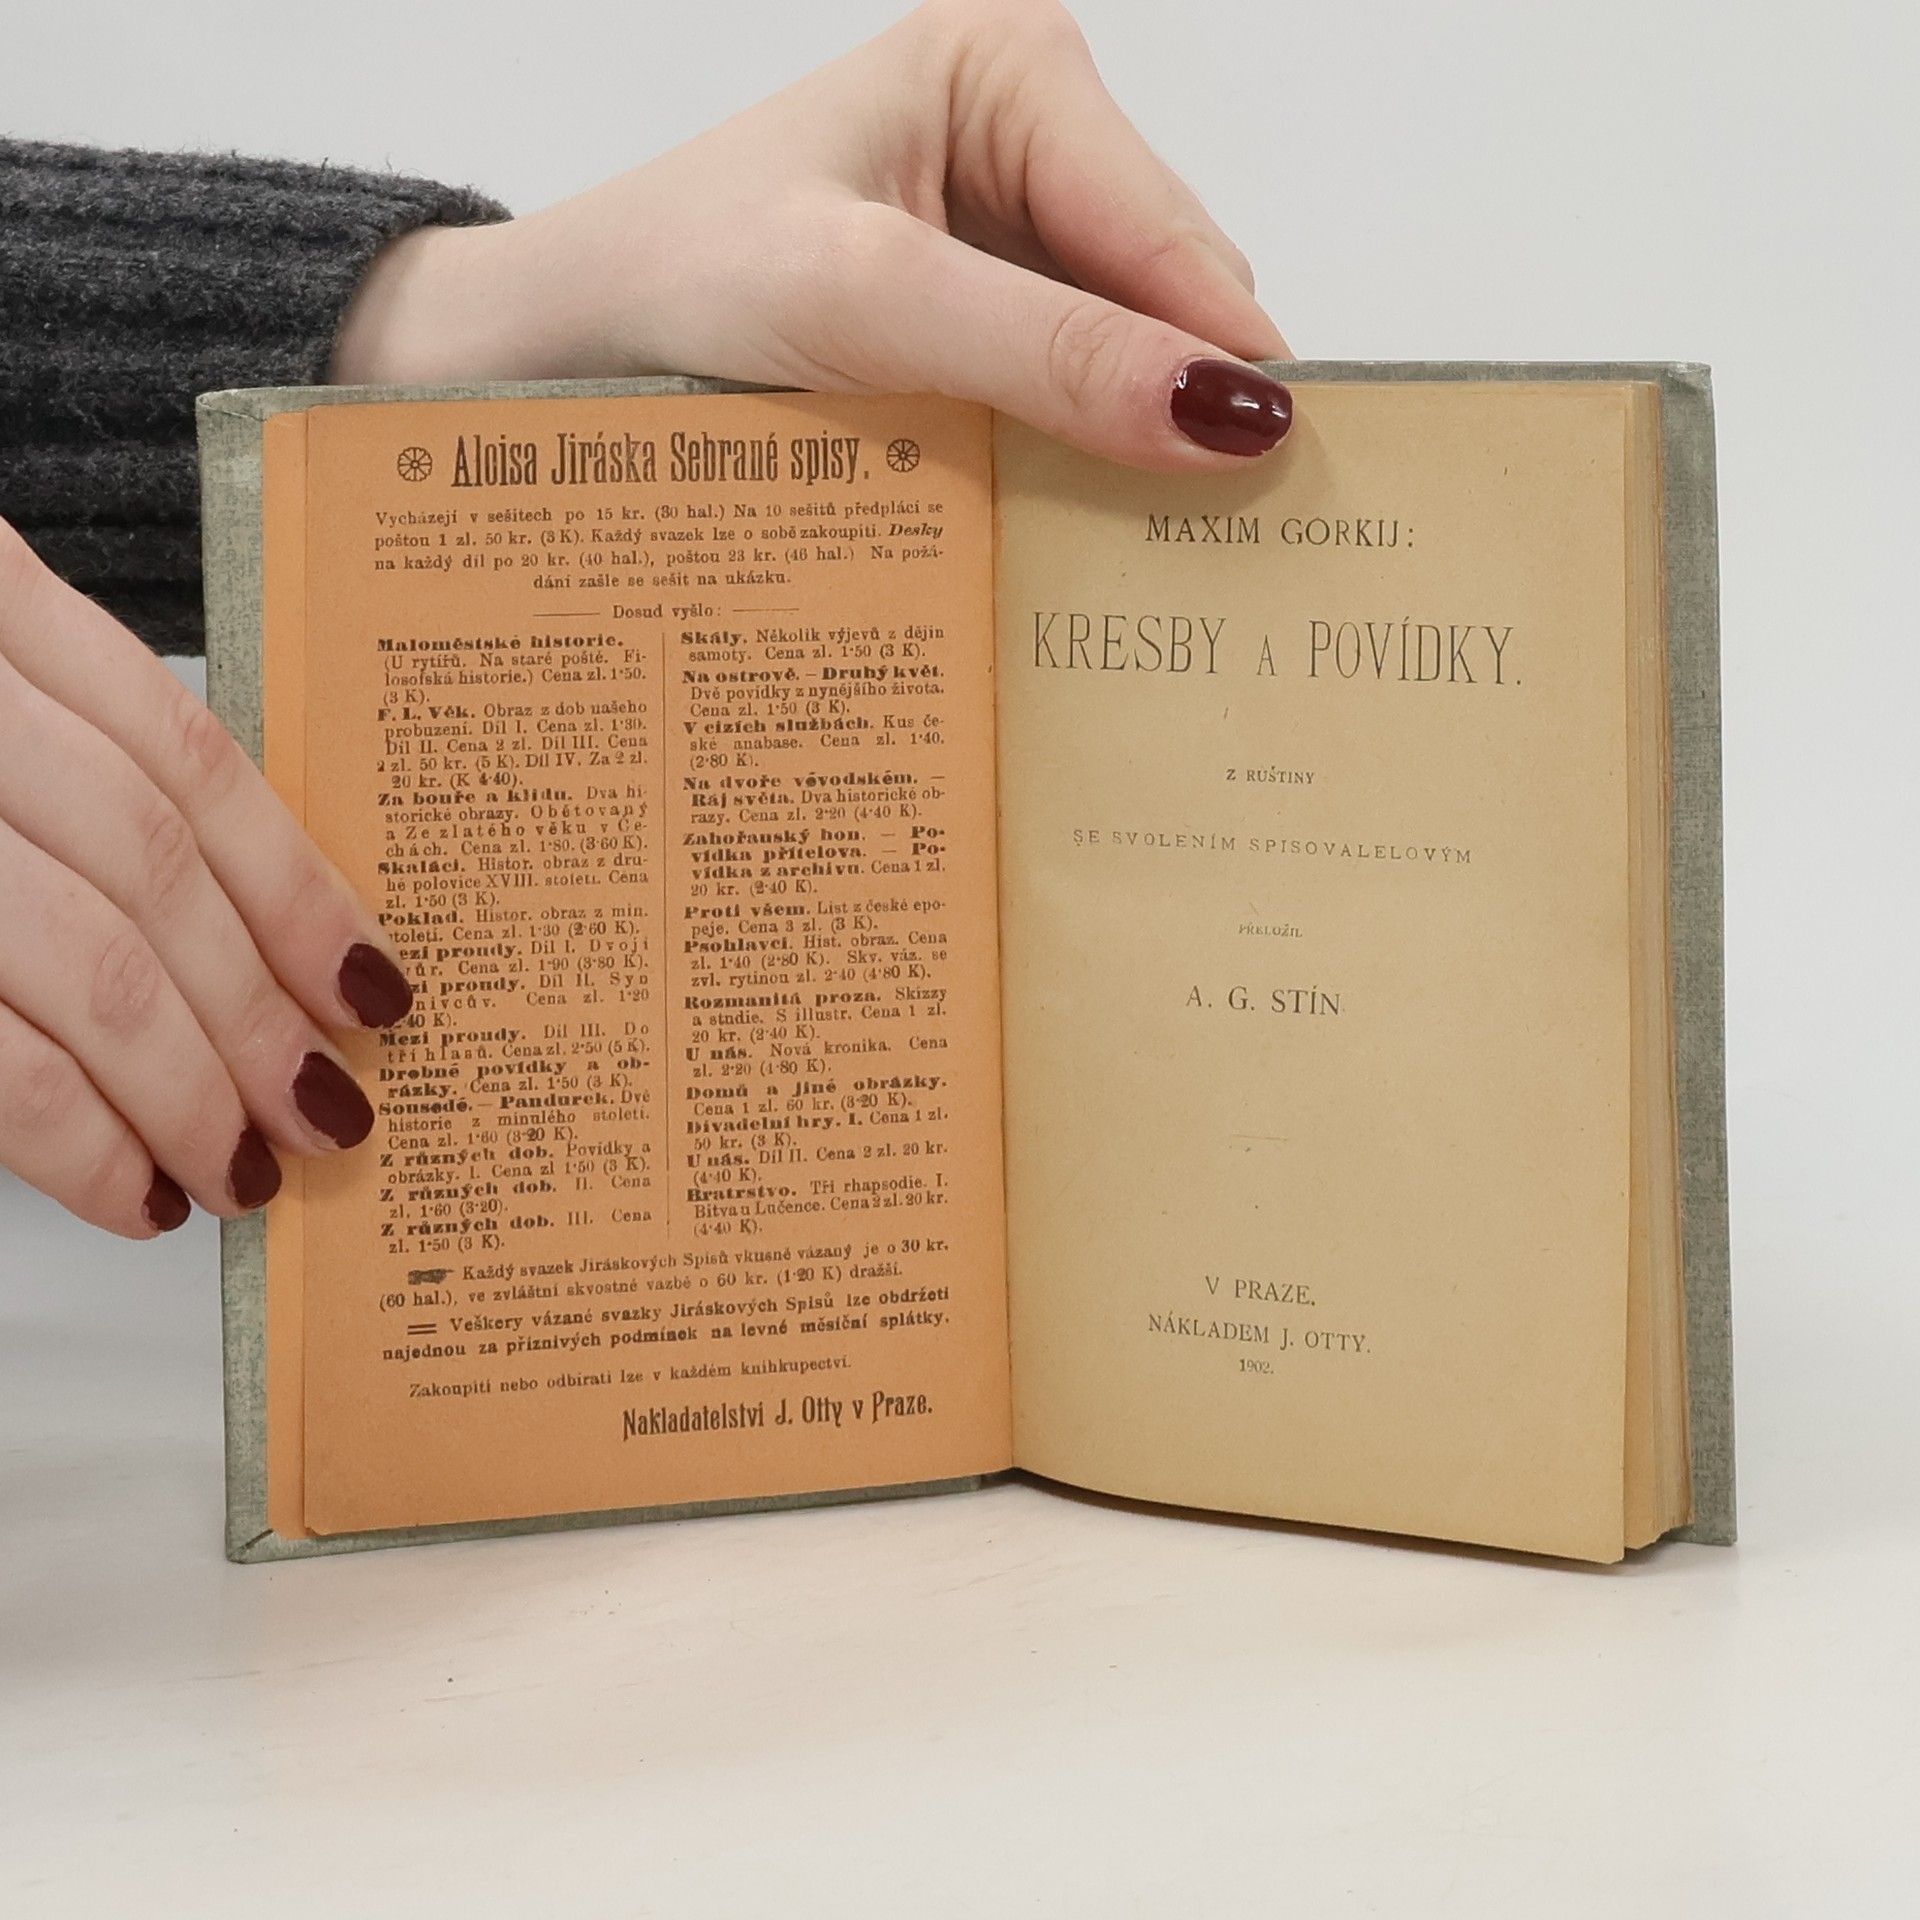 Aloisa Jiráska Sebrané spisy.
Vycházejí v sešitech po 15 kr. (30 hal.) Na 10 sešitů předplácí se
poštou 1 zl. 50 kr. (3 K). Každý svazek lze o sobě zakoupiti. Desky
na každý díl po 20 kr. (40 hal.), poštou 23 kr. (46 hal.) Na požá-
dání zašle se sešit na ukázku.
Dosud vyšlo:
Maloměstské historie.
(U rytířů. Na staré poště. Fi-
losofská historie.) Cena zl. 1·50.
(3 K).
F. L. Věk. Obraz z dob našeho
probuzení. Díl I. Cena zl. 1·30.
Díl II. Cena 2 zl. Díl III. Cena
2 zl. 50 kr. (5 K). Díl IV. Za 2 zl.
20 kr. (K 4·40).
Za bouře a klidu. Dva hi-
storické obrazy. Obětovaný
a Ze zlatého věku v Če-
chách. Cena zl. 1·80. (3·60 K).
Skaláci. Histor. obraz z dru-
hé polovice XVIII. století. Cena
zl. 1·50 (3 K).
Poklad. Histor. obraz z min.
století. Cena zl. 1·30 (2·60 K).
ezi proudy. Díl I. Dvojí
vůr. Cena zl. 1·90 (3·80 K).
zi proudy. Díl II. Syn
nivcův. Cena zl. 1·20
2·40 K).
Mezi proudy. Díl III. Do
tří hlasů. Cena zl. 2·50 (5 K).
Drobné povídky a ob-
rázky. Cena zl. 1·50 (3 K).
Sousedé. — Pandurek. Dvě
historie z minulého století.
Cena zl. 1·60 (3·20 K).
Z různých dob. Povídky a
obrázky. I. Cena zl 1·50 (3 K).
Z různých dob. II. Cena
zl. 1·60 (3·20).
Z různých dob. III. Cena
zl. 1·50 (3 K).
Skály. Několik výjevů z dějin
samoty. Cena zl. 1·50 (3 K).
Na ostrově. — Druhý květ.
Dvě povídky z nynějšího života.
Cena zl. 1·50 (3 K).
V cizích službách. Kus če-
ské anabase. Cena zl. 1·40.
(2·80 K).
Na dvoře vévodském. —
Ráj světa. Dva historické ob-
razy. Cena zl. 2·20 (4·40 K).
Zahořanský hon. — Po-
vídka přítelova. — Po-
vídka z archivu. Cena 1 zl.
20 kr. (2·40 K).
Proti všem. List z české epo-
peje. Cena 3 zl. (3 K).
Psohlavci. Hist. obraz. Cena
zl. 1·40 (2·80 K). Skv. váz. se
zvl. rytinou zl. 2·40 (4·80 K).
Rozmanitá proza. Skizzy
a studie. S illustr. Cena 1 zl.
20 kr. (2·40 K).
U nás. Nová kronika. Cena
zl. 2·20 (4·80 K).
Domů a jiné obrázky.
Cena 1 zl. 60 kr. (3·20 K).
Divadelní hry. I. Cena 1 zl.
50 kr. (3 K).
U nás. Díl II. Cena 2 zl. 20 kr.
(4·40 K).
Bratrstvo. Tři rhapsodie. I.
Bitva u Lučence. Cena 2 zl. 20 kr.
(4·40 K).
Každý svazek Jiráskových Spisů vkusně vázaný je o 30 kr.
(60 hal.), ve zvláštní skvostné vazbě o 60 kr. (1·20 K) dražší.
Veškery vázané svazky Jiráskových Spisů lze obdržeti
najednou za příznivých podmínek na levné měsíční splátky.
Zakoupiti nebo odbírati lze v každém knihkupectví.
Nakladatelství J. Otty v Praze.
MAXIM GORKIJ:
KRESBY A POVÍDKY.
Z RUŠTINY
SE SVOLENÍM SPISOVALELOVÝM
PŘELOŽIL
A. G. STÍN.
V PRAZE.
NÁKLADEM J. OTTY.
1902.